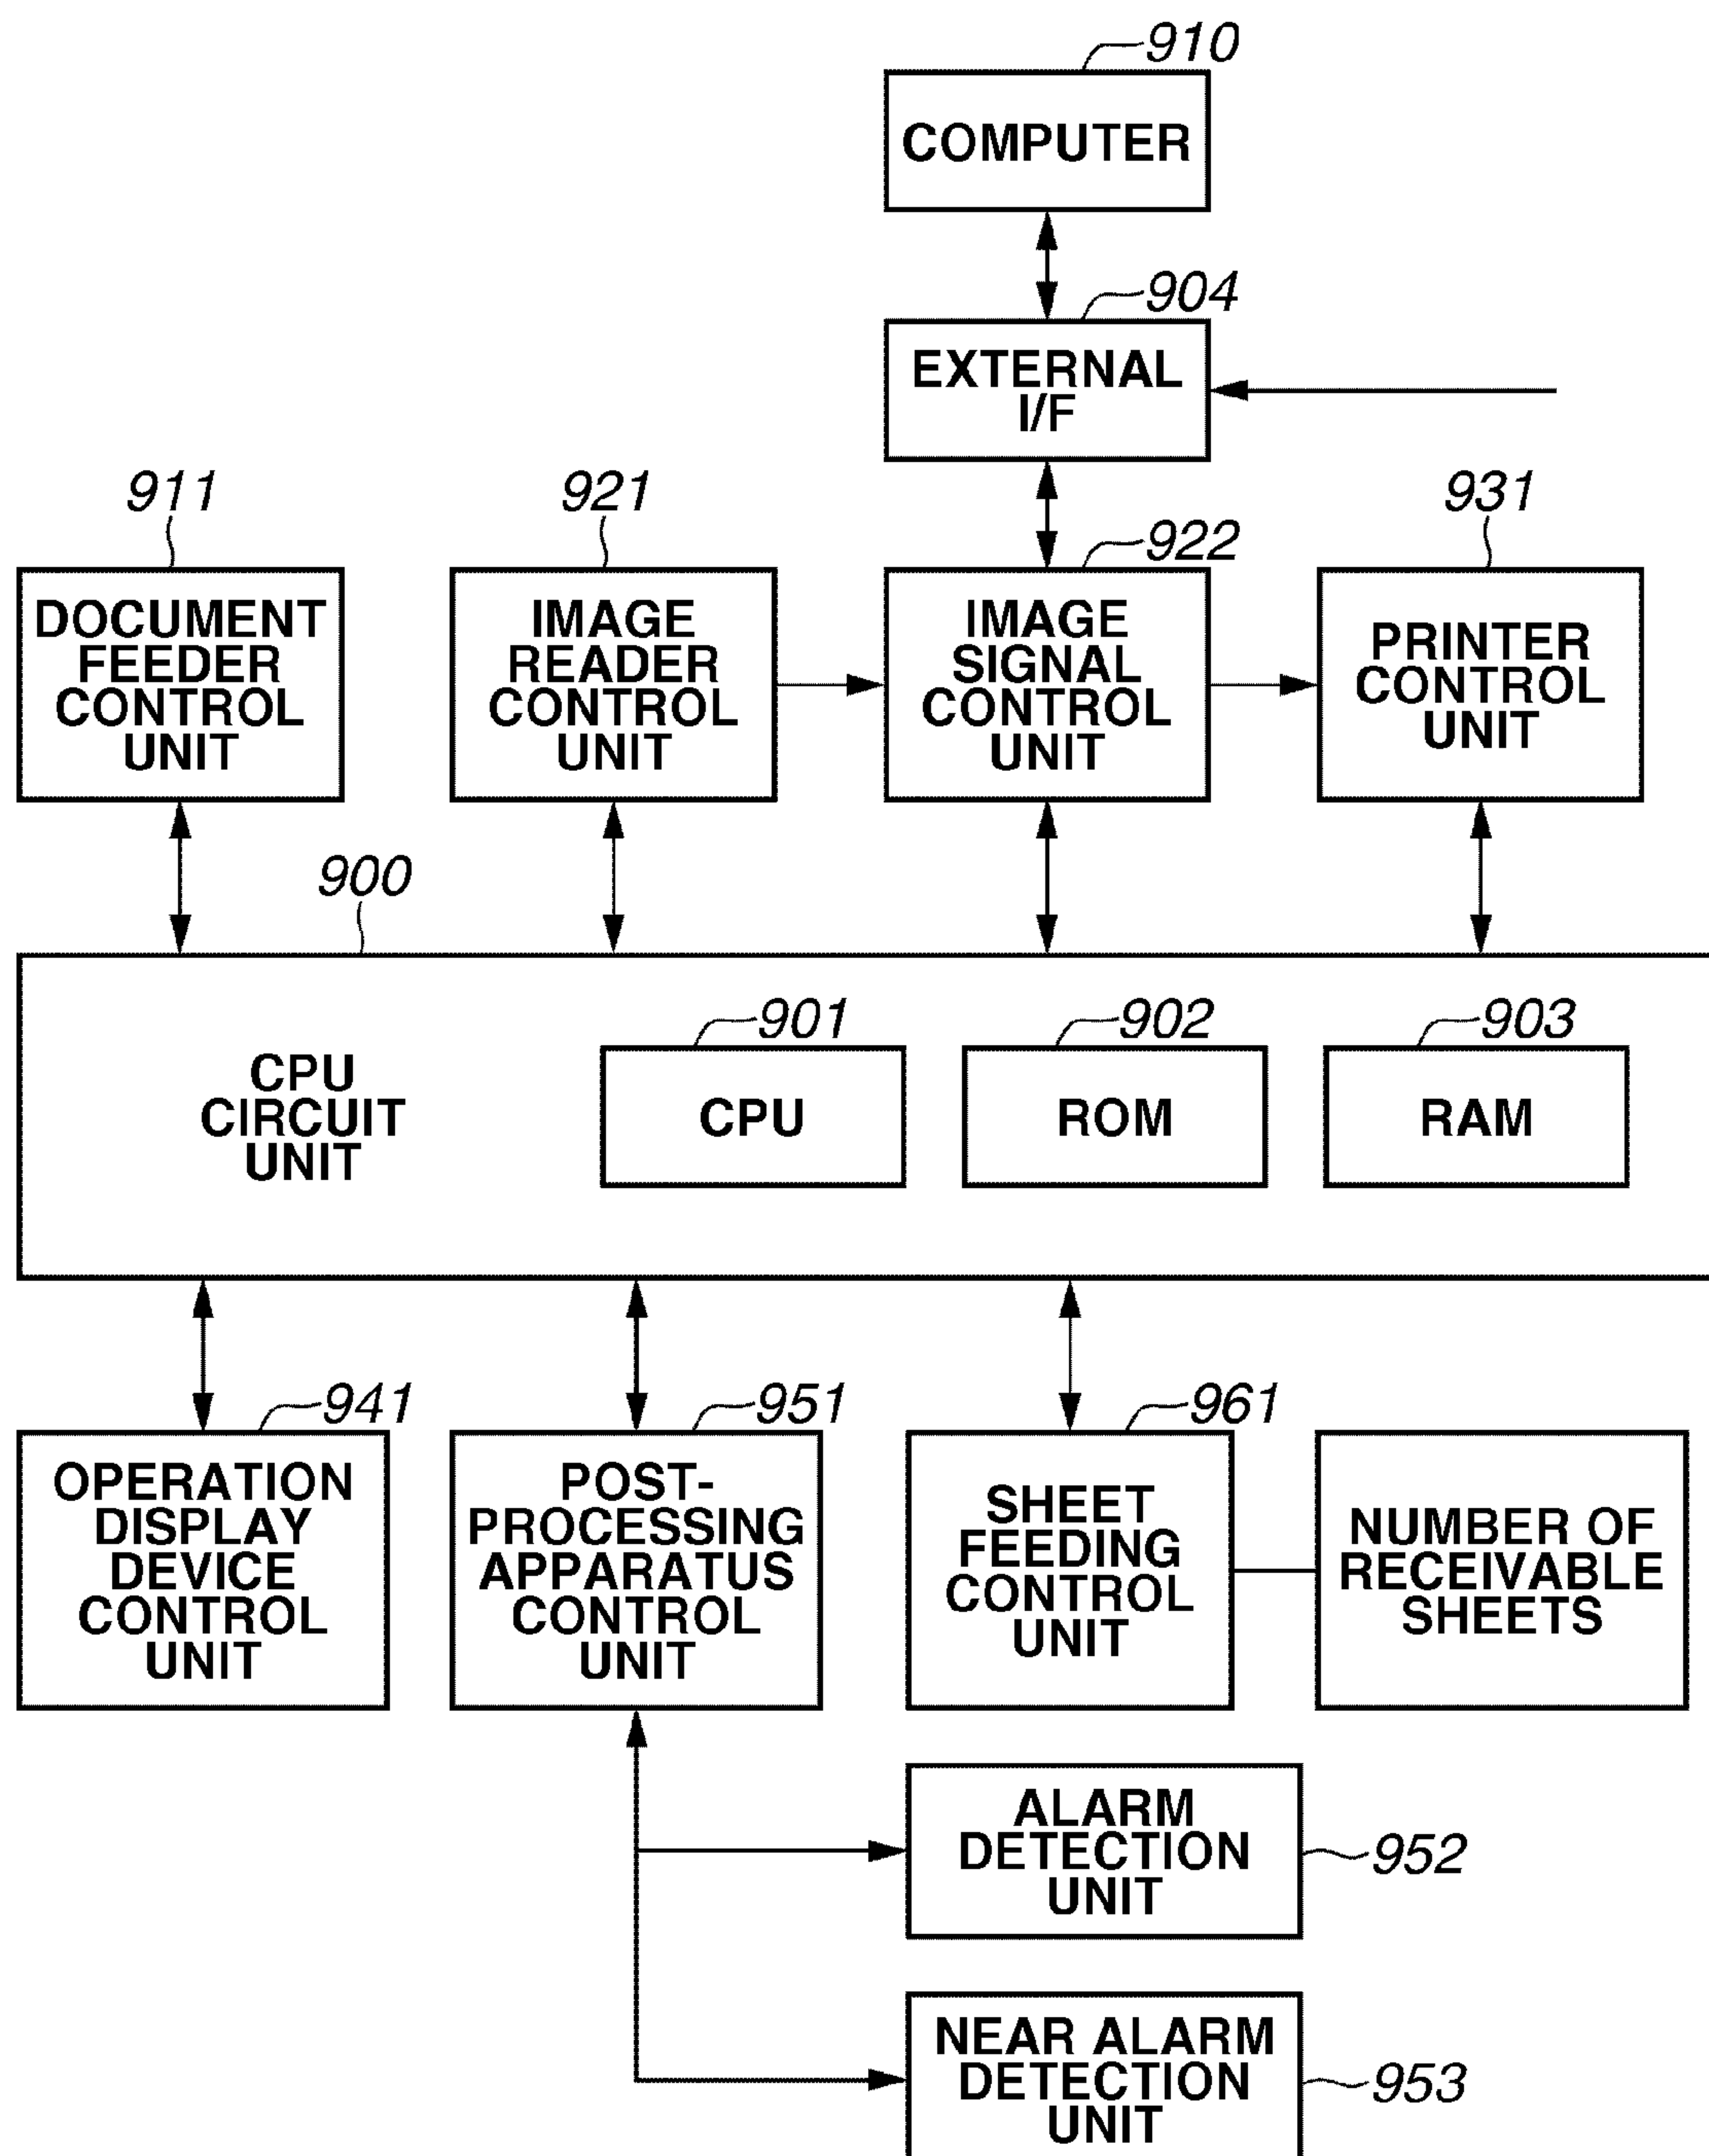 910
COMPUTER
904
EXTERNAL
I/F
911
921
922
931
DOCUMENT
FEEDER
CONTROL
UNIT
IMAGE
READER
CONTROL
UNIT
IMAGE
SIGNAL
CONTROL
UNIT
PRINTER
CONTROL
UNIT
900
CPU
CIRCUIT
UNIT
901
CPU
902
ROM
903
RAM
941
OPERATION
DISPLAY
DEVICE
CONTROL
UNIT
951
POST-
PROCESSING
APPARATUS
CONTROL
UNIT
961
SHEET
FEEDING
CONTROL
UNIT
NUMBER OF
RECEIVABLE
SHEETS
ALARM
DETECTION
UNIT
952
NEAR ALARM
DETECTION
UNIT
953